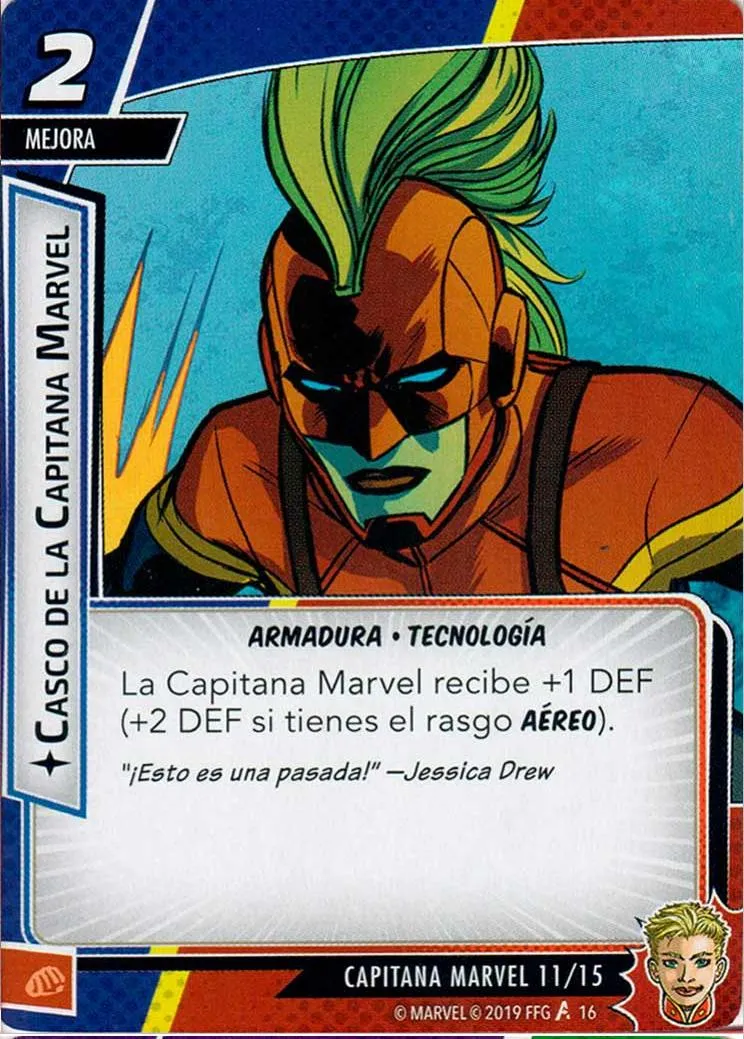 2
MEJORA
CASCO DE LA CAPITANA MARVEL
ARMADURA • TECNOLOGÍA
La Capitana Marvel recibe +1 DEF
(+2 DEF si tienes el rasgo AÉREO).
"¡Esto es una pasada!" —Jessica Drew
CAPITANA MARVEL 11/15
© MARVEL © 2019 FFG 16